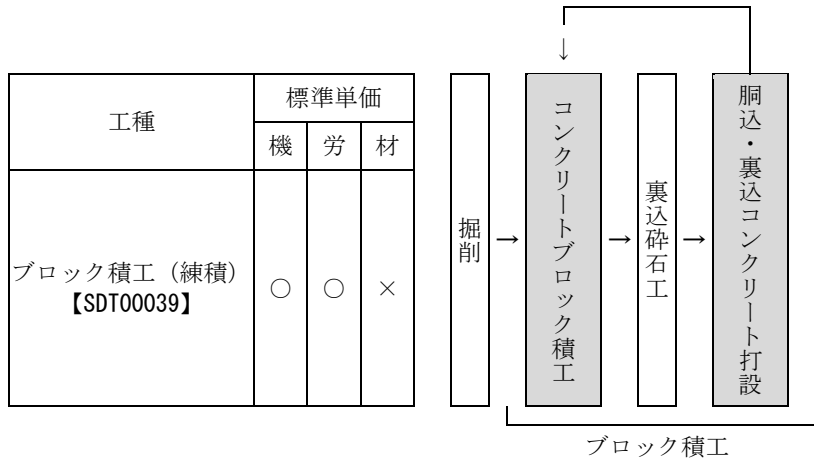 ↓
工種
標準単価
機 労 材
ブロック積工（練積）
【SDT00039】
○ ○ ×
掘削
→
コンクリートブロック積工
→
裏込砕石工
→
胴込・裏込コンクリート打設
ブロック積工